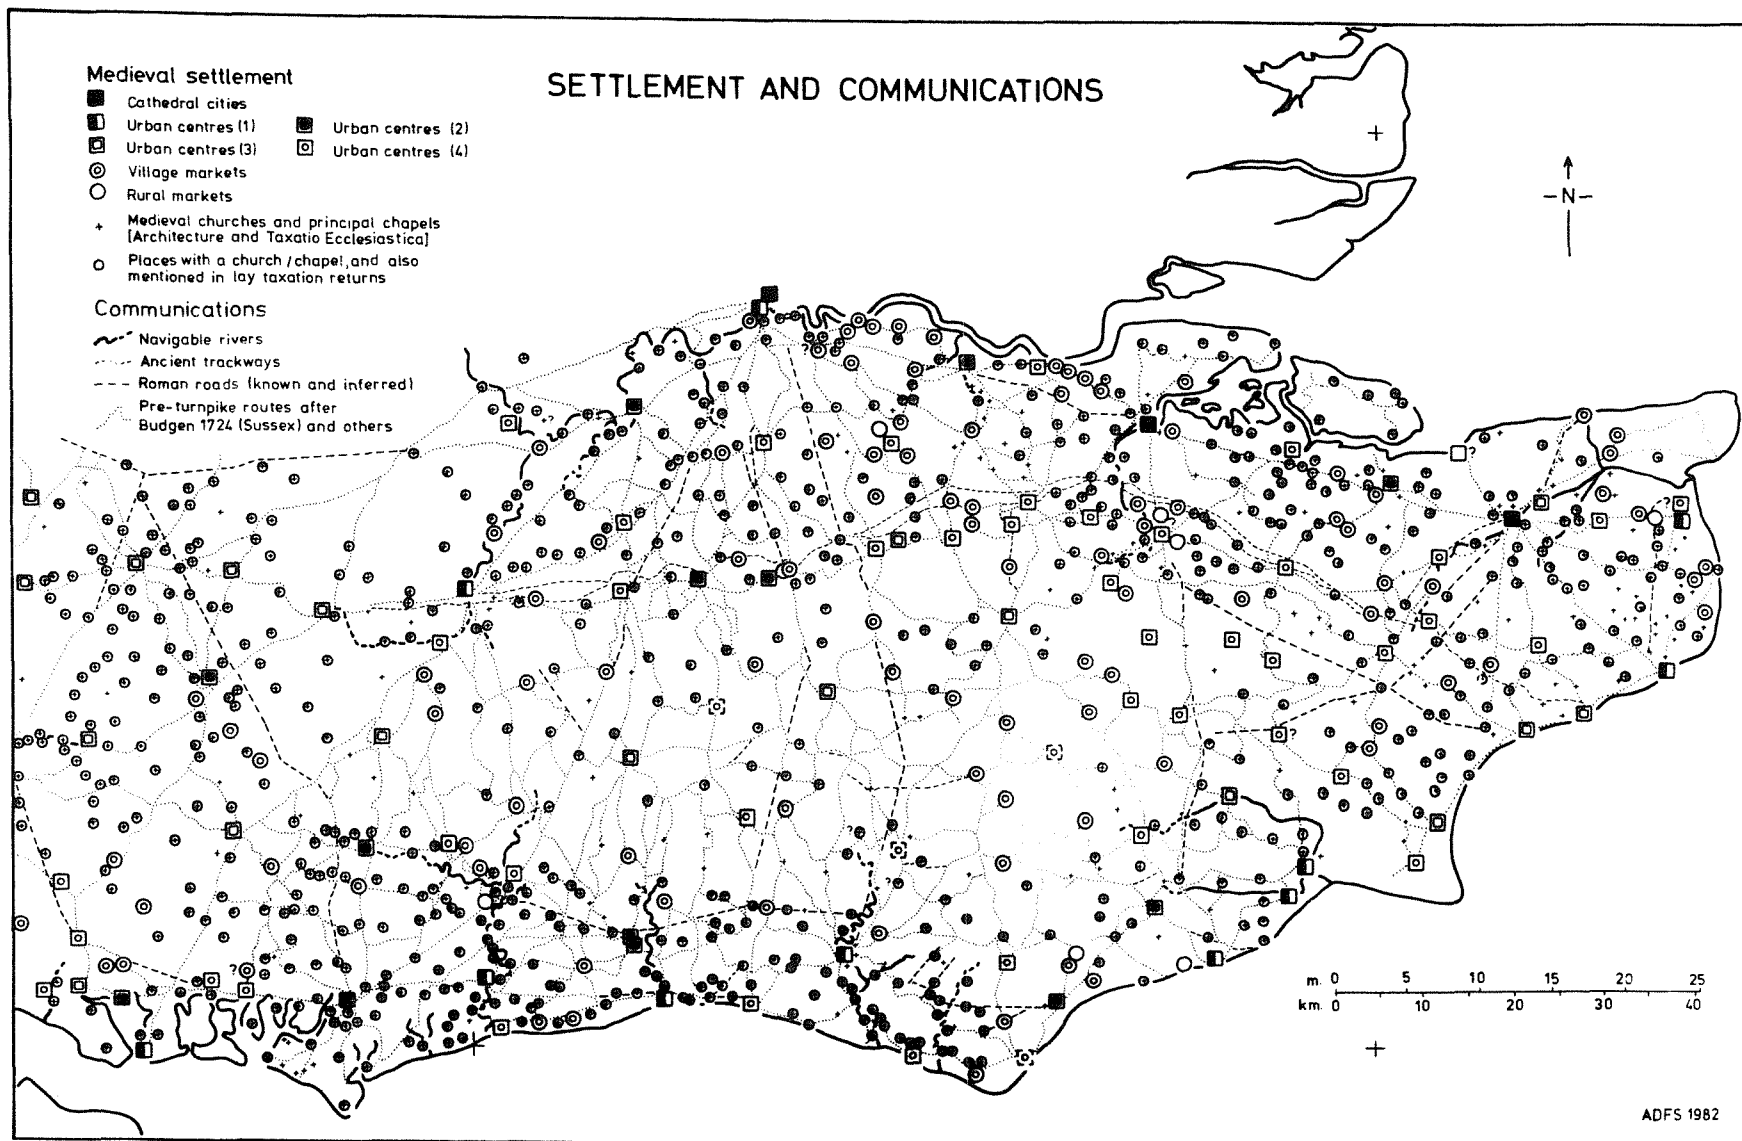 SETTLEMENT AND COMMUNICATIONS
Medieval settlement
Cathedral cities
Urban centres (1)
Urban centres (2)
Urban centres (3)
Urban centres (4)
Village markets
Rural markets
Medieval churches and principal chapels
[Architecture and Taxatio Ecclesiastica]
Places with a church / chapel, and also
mentioned in lay taxation returns
Communications
Navigable rivers
Ancient trackways
Roman roads (known and inferred)
Pre-turnpike routes after
Budgen 1724 (Sussex) and others
-N-
m. 0 5 10 15 20 25
km. 0 10 20 30 40
ADFS 1982